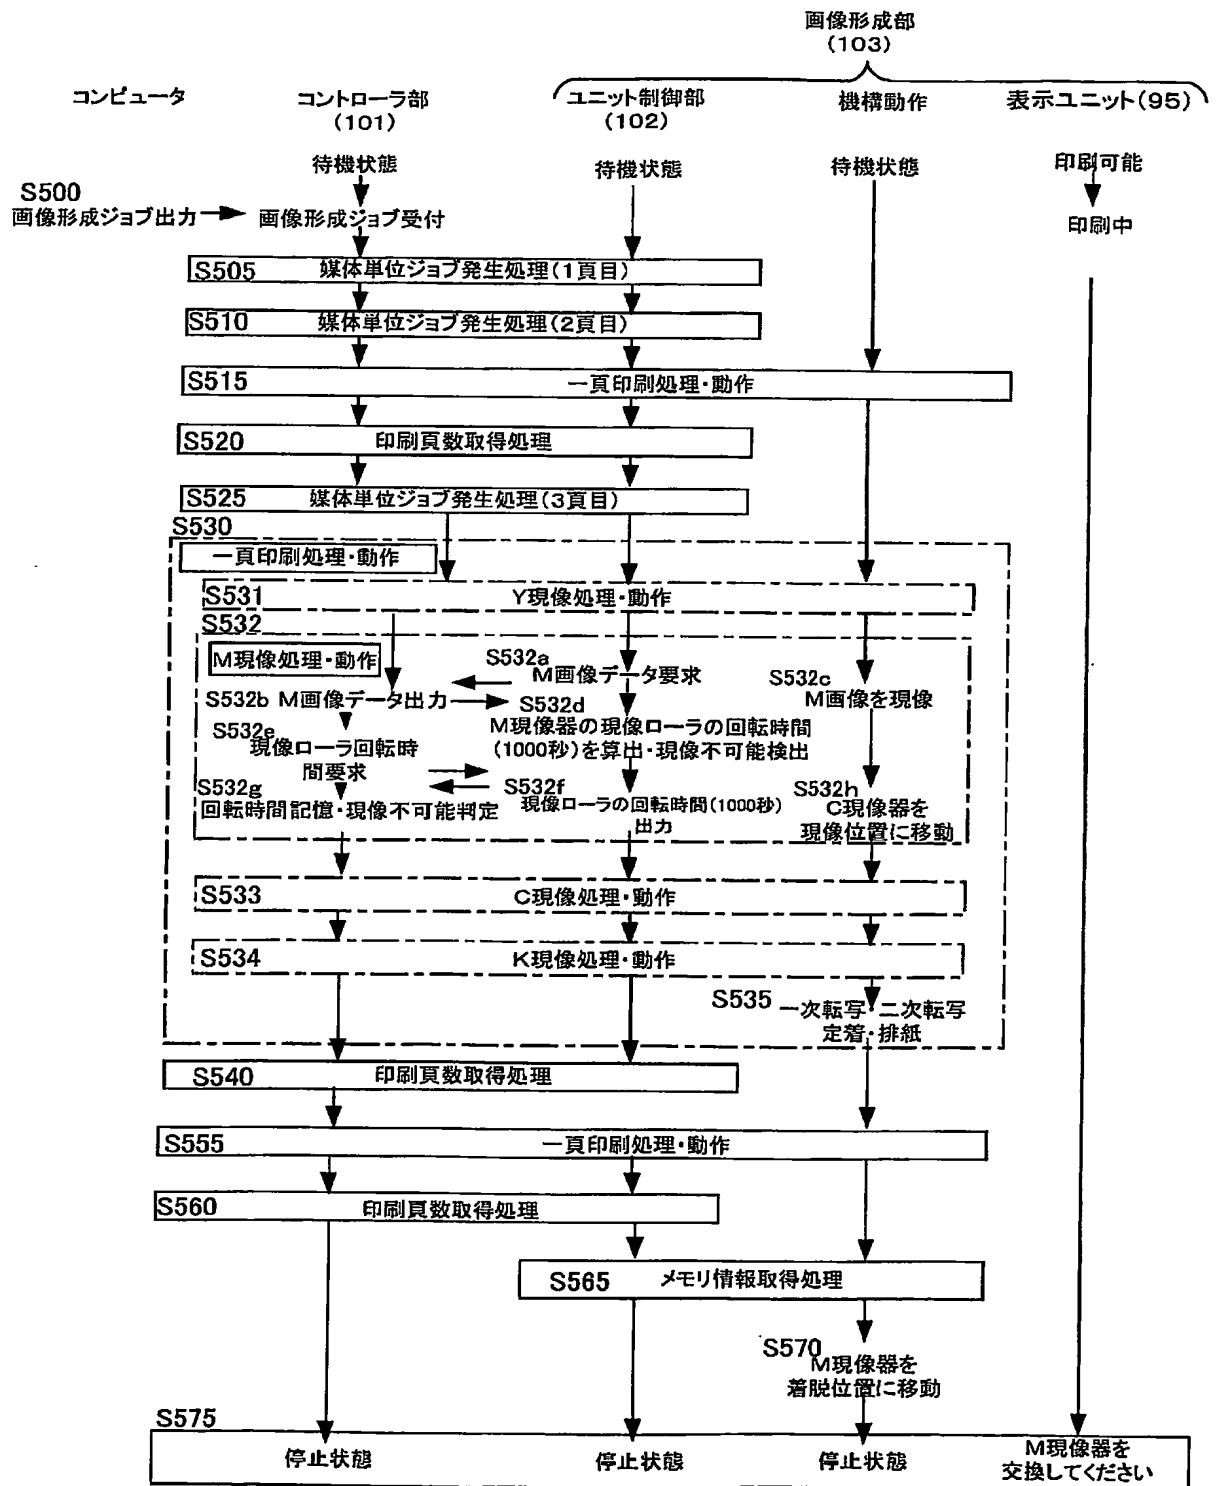 画像形成部
(103)
コンピュータ
コントローラ部
(101)
ユニット制御部
(102)
機構動作
表示ユニット(95)
待機状態
待機状態
待機状態
印刷可能
S500
画像形成ジョブ出力
画像形成ジョブ受付
印刷中
S505 媒体単位ジョブ発生処理(1頁目)
S510 媒体単位ジョブ発生処理(2頁目)
S515 一頁印刷処理・動作
S520 印刷頁数取得処理
S525 媒体単位ジョブ発生処理(3頁目)
S530
一頁印刷処理・動作
S531 Y現像処理・動作
S532
M現像処理・動作
S532a
M画像データ要求
S532b M画像データ出力
S532c
M画像を現像
S532d
M現像器の現像ローラの回転時間
(1000秒)を算出・現像不可能検出
S532e
現像ローラ回転時
間要求
S532f
現像ローラの回転時間(1000秒)
出力
S532g
回転時間記憶・現像不可能判定
S532h
C現像器を
現像位置に移動
S533 C現像処理・動作
S534 K現像処理・動作
S535 一次転写・二次転写
定着・排紙
S540 印刷頁数取得処理
S555 一頁印刷処理・動作
S560 印刷頁数取得処理
S565 メモリ情報取得処理
S570
M現像器を
着脱位置に移動
S575
停止状態
停止状態
停止状態
M現像器を
交換してください